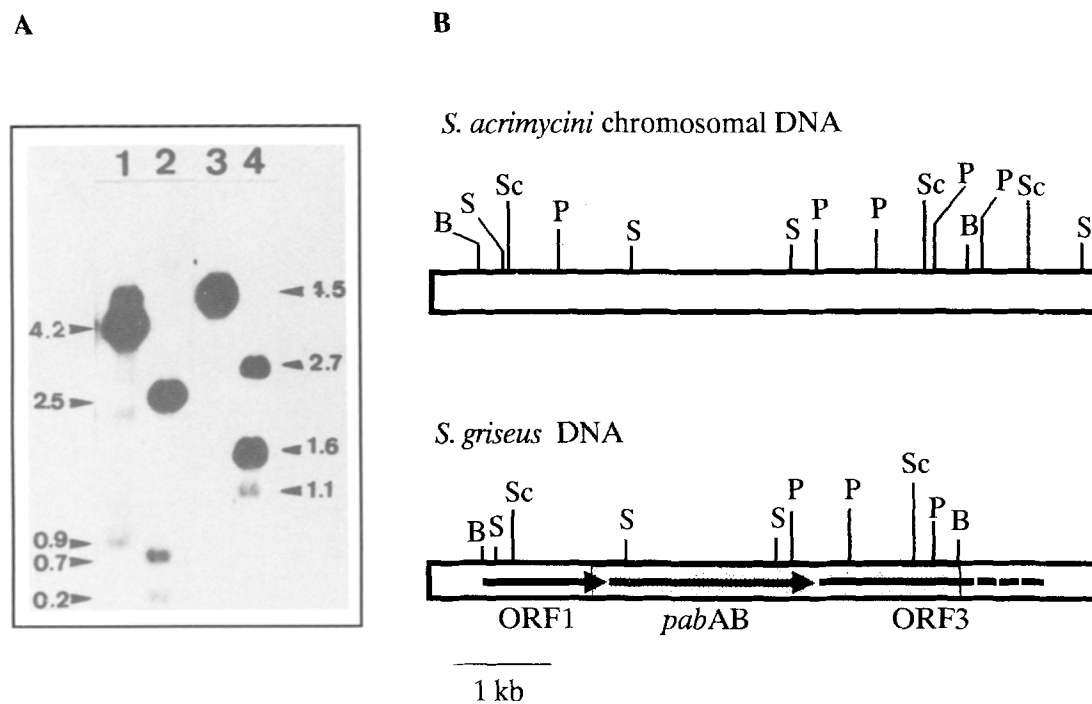 A
B
1 2 3 4
4.2
2.5
0.9
0.7
0.2
4.5
2.7
1.6
1.1
S. acrimycini chromosomal DNA
B S Sc P S S P P Sc P B P Sc S
S. griseus DNA
B S Sc S S P P Sc P B
ORF1 pabAB ORF3
1 kb